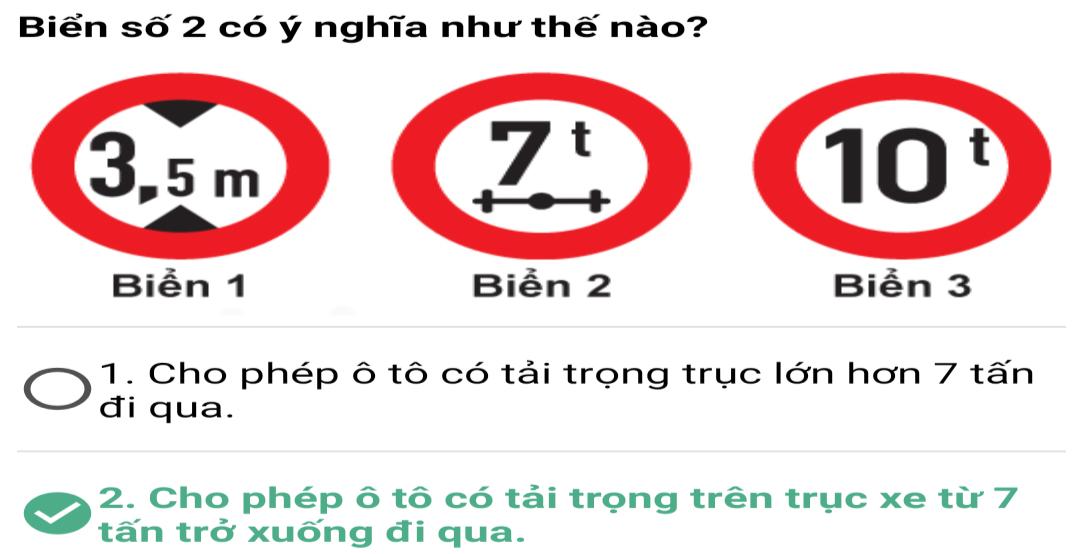 Biển số 2 có ý nghĩa như thế nào?
3,5 m
7 t
10 t
Biển 1
Biển 2
Biển 3
1. Cho phép ô tô có tải trọng trục lớn hơn 7 tấn
đi qua.
2. Cho phép ô tô có tải trọng trên trục xe từ 7
tấn trở xuống đi qua.